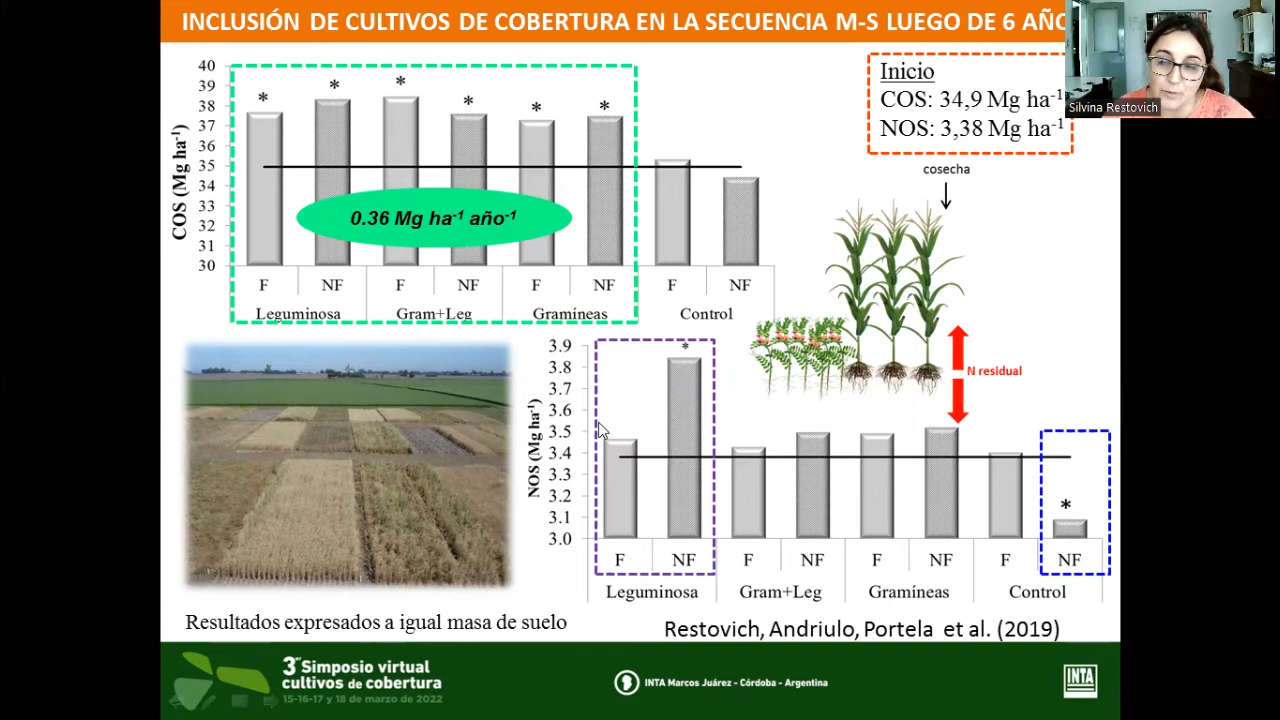 INCLUSIÓN DE CULTIVOS DE COBERTURA EN LA SECUENCIA M-S LUEGO DE 6 AÑO
Silvina Restovich
Inicio
COS: 34,9 Mg ha-1
NOS: 3,38 Mg ha-1
COS (Mg ha-1)
40
39
38
37
36
35
34
33
32
31
30
* * * * * *
0.36 Mg ha-1 año-1
F NF F NF F NF F NF
Leguminosa Gram+Leg Gramíneas Control
cosecha
N residual
NOS (Mg ha-1)
3.9
3.8
3.7
3.6
3.5
3.4
3.3
3.2
3.1
3.0
* *
F NF F NF F NF F NF
Leguminosa Gram+Leg Gramíneas Control
Resultados expresados a igual masa de suelo
Restovich, Andriulo, Portela et al. (2019)
3er Simposio virtual
cultivos de cobertura
15-16-17 y 18 de marzo de 2022
INTA Marcos Juárez - Córdoba - Argentina
INTA